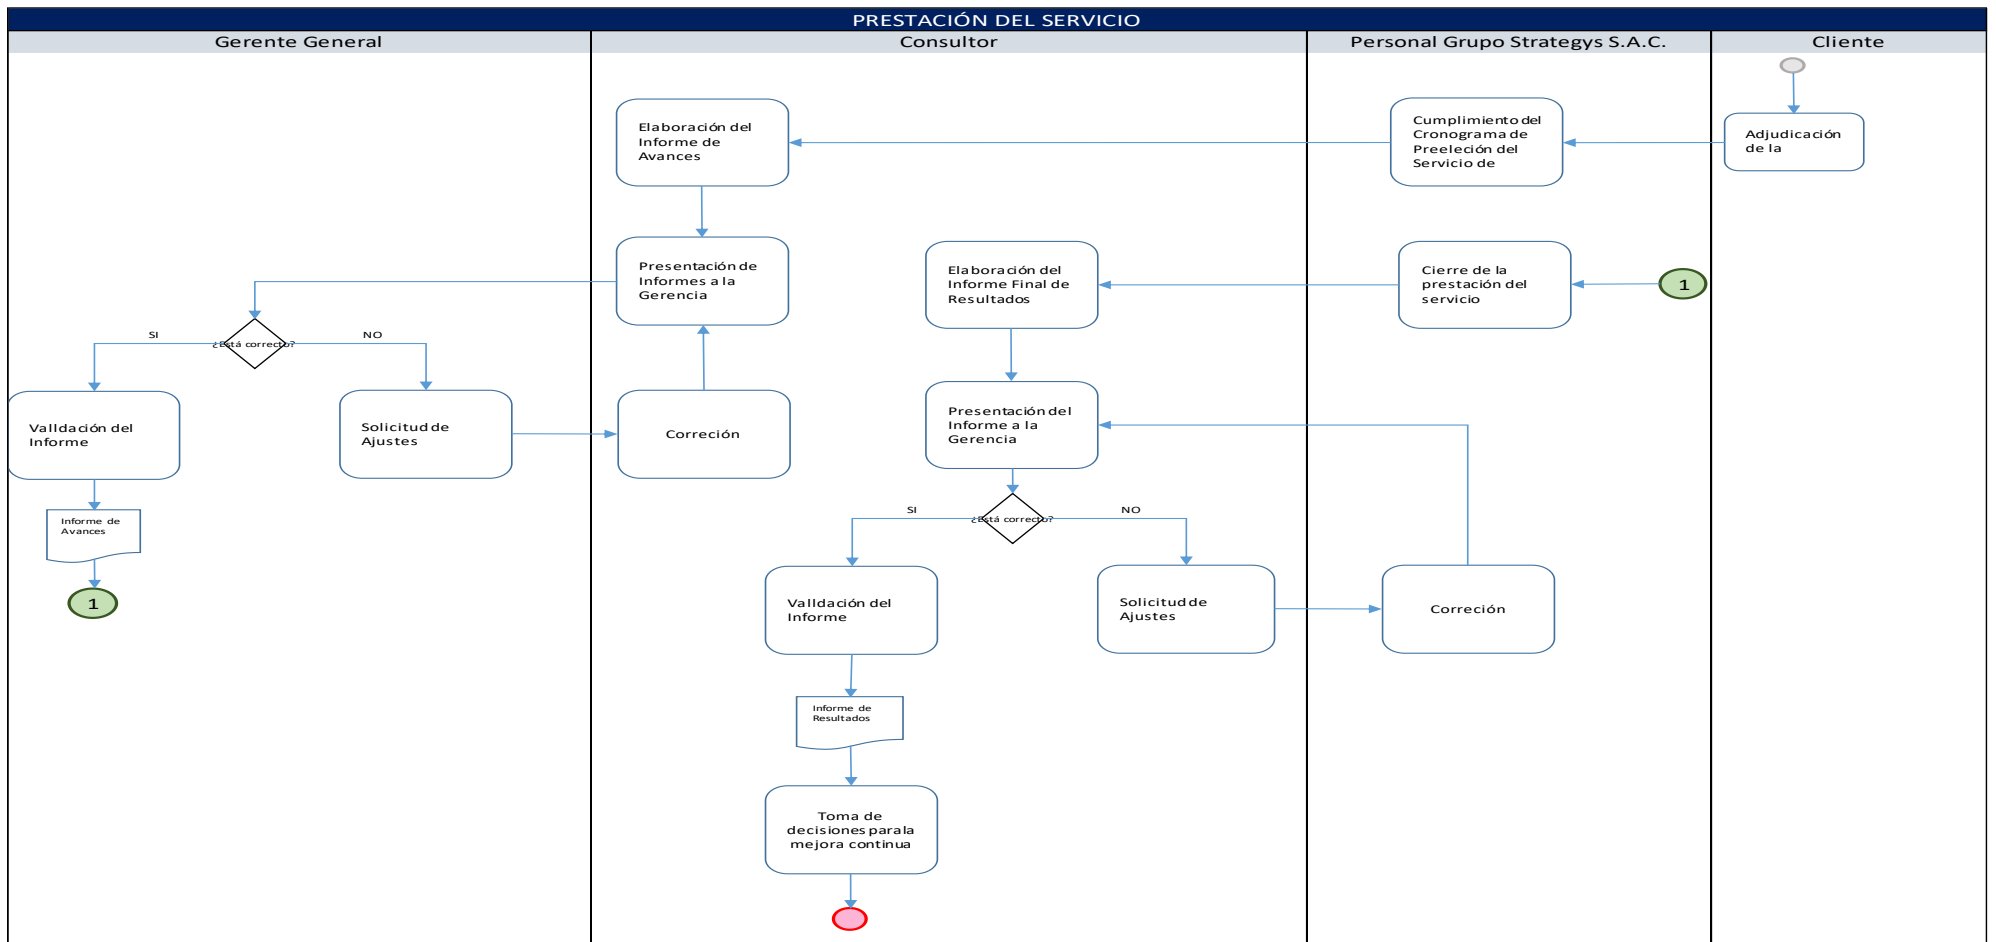 PRESTACIÓN DEL SERVICIO
Gerente General
Consultor
Personal Grupo Strategys S.A.C.
Cliente
Elaboración del
Informe de
Avances
Cumplimiento del
Cronograma de
Preeleción del
Servicio de
Adjudicación
de la
Presentación de
Informes a la
Gerencia
Elaboración del
Informe Final de
Resultados
Cierre de la
prestación del
servicio
1
SI
¿Está correcto?
NO
Valldación del
Informe
Solicitud de
Ajustes
Correción
Presentación del
Informe a la
Gerencia
Informe de
Avances
1
SI
¿Está correcto?
NO
Valldación del
Informe
Solicitud de
Ajustes
Correción
Informe de
Resultados
Toma de
decisiones para la
mejora continua